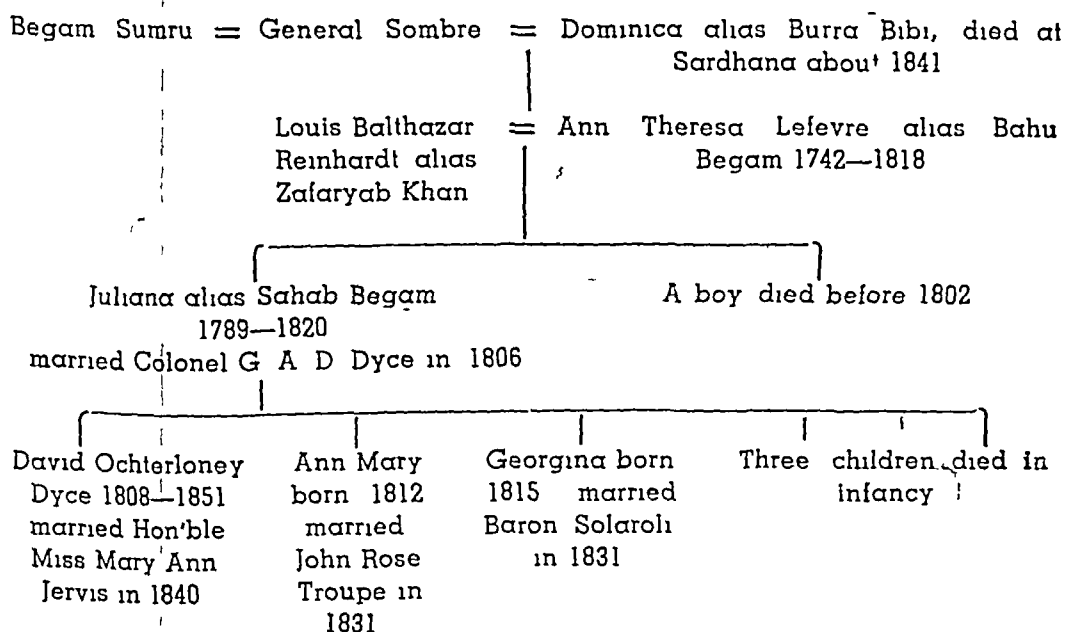 Begam Sumru = General Sombre = Dominica alias Burra Bibi, died at
Sardhana about 1841
Louis Balthazar = Ann Theresa Lefevre alias Bahu
Reinhardt alias Begam 1742—1818
Zafaryab Khan
Juliana alias Sahab Begam
1789—1820
married Colonel G A D Dyce in 1806
A boy died before 1802
David Ochterloney
Dyce 1808—1851
married Hon'ble
Miss Mary Ann
Jervis in 1840
Ann Mary
born 1812
married
John Rose
Troupe in
1831
Georgina born
1815 married
Baron Solaroli
in 1831
Three children died in
infancy